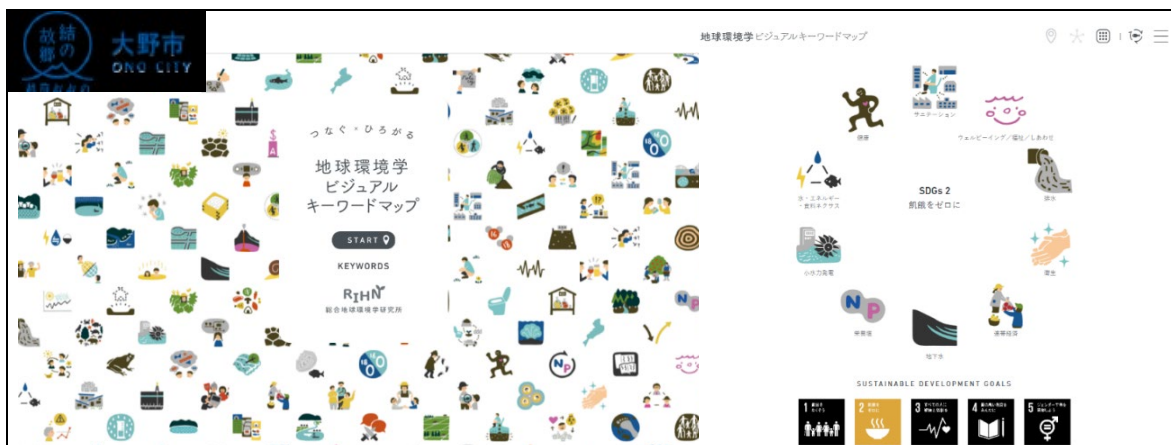 結の
故郷
大野市
ONO CITY
つなぐ×ひろがる
地球環境学
ビジュアル
キーワードマップ
START
KEYWORDS
RIHN
総合地球環境学研究所
地球環境学ビジュアルキーワードマップ
サニテーション
健康
ウェルビーイング／福祉／しあわせ
水・エネルギー
・食料ネクサス
SDGs 2
飢餓をゼロに
排水
小水力発電
衛生
栄養塩
地下水
SUSTAINABLE DEVELOPMENT GOALS
1
2
3
4
5